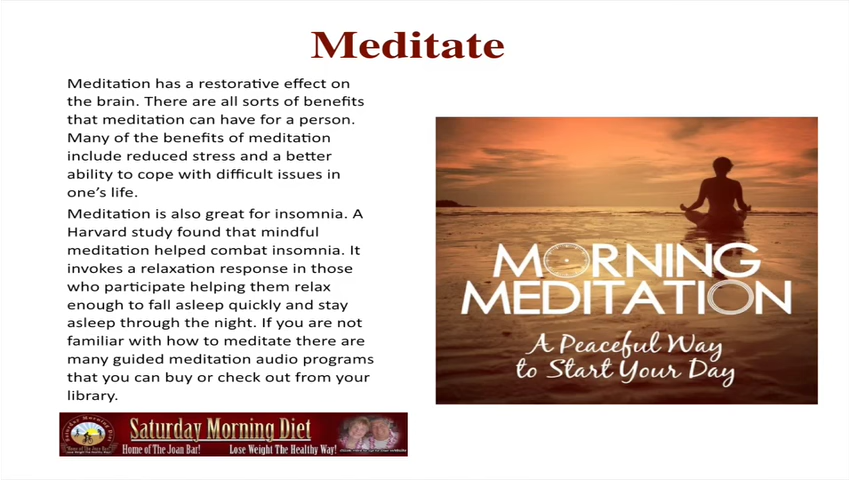 Meditate
Meditation has a restorative effect on
the brain. There are all sorts of benefits
that meditation can have for a person.
Many of the benefits of meditation
include reduced stress and a better
ability to cope with difficult issues in
one's life.
Meditation is also great for insomnia. A
Harvard study found that mindful
meditation helped combat insomnia. It
invokes a relaxation response in those
who participate helping them relax
enough to fall asleep quickly and stay
asleep through the night. If you are not
familiar with how to meditate there are
many guided meditation audio programs
that you can buy or check out from your
library.
MORNING
MEDITATION
A Peaceful Way
to Start Your Day
Saturday Morning Diet
Home of The Joan Bar!
Lose Weight The Healthy Way!